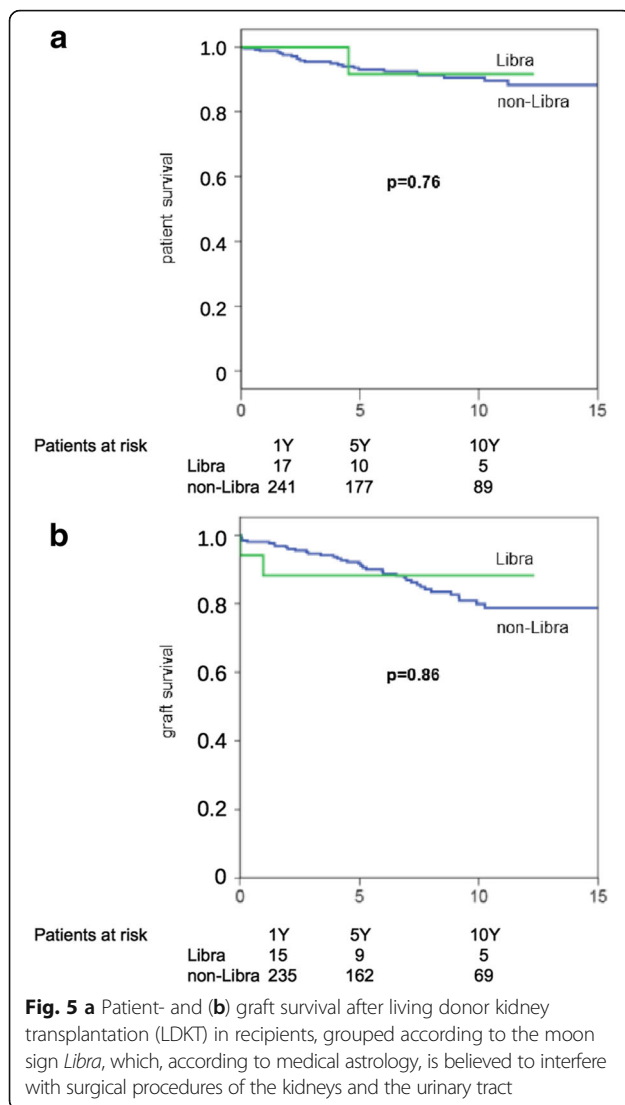 a
1.0
0.8
0.6
0.4
0.2
0
patient survival
Libra
non-Libra
p=0.76
0 5 10 15
Patients at risk 1Y 5Y 10Y
Libra 17 10 5
non-Libra 241 177 89
b
1.0
0.8
0.6
0.4
0.2
0
graft survival
Libra
non-Libra
p=0.86
0 5 10 15
Patients at risk 1Y 5Y 10Y
Libra 15 9 5
non-Libra 235 162 69
Fig. 5 a Patient- and (b) graft survival after living donor kidney
transplantation (LDKT) in recipients, grouped according to the moon
sign Libra, which, according to medical astrology, is believed to interfere
with surgical procedures of the kidneys and the urinary tract